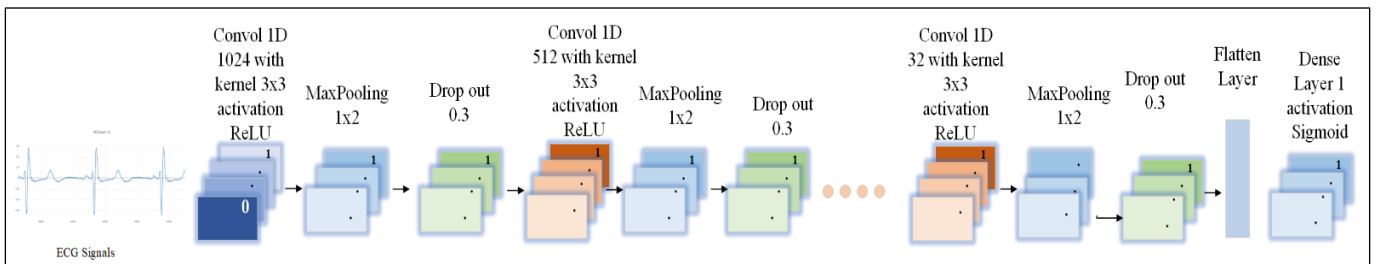 Convol 1D
1024 with
kernel 3x3
activation
ReLU
MaxPooling
1x2
Drop out
0.3
Convol 1D
512 with kernel
3x3
activation
ReLU
MaxPooling
1x2
Drop out
0.3
Convol 1D
32 with kernel
3x3
activation
ReLU
MaxPooling
1x2
Drop out
0.3
Flatten
Layer
Dense
Layer 1
activation
Sigmoid
1
0
1
1
1
1
1
1
1
1
ECG Signals